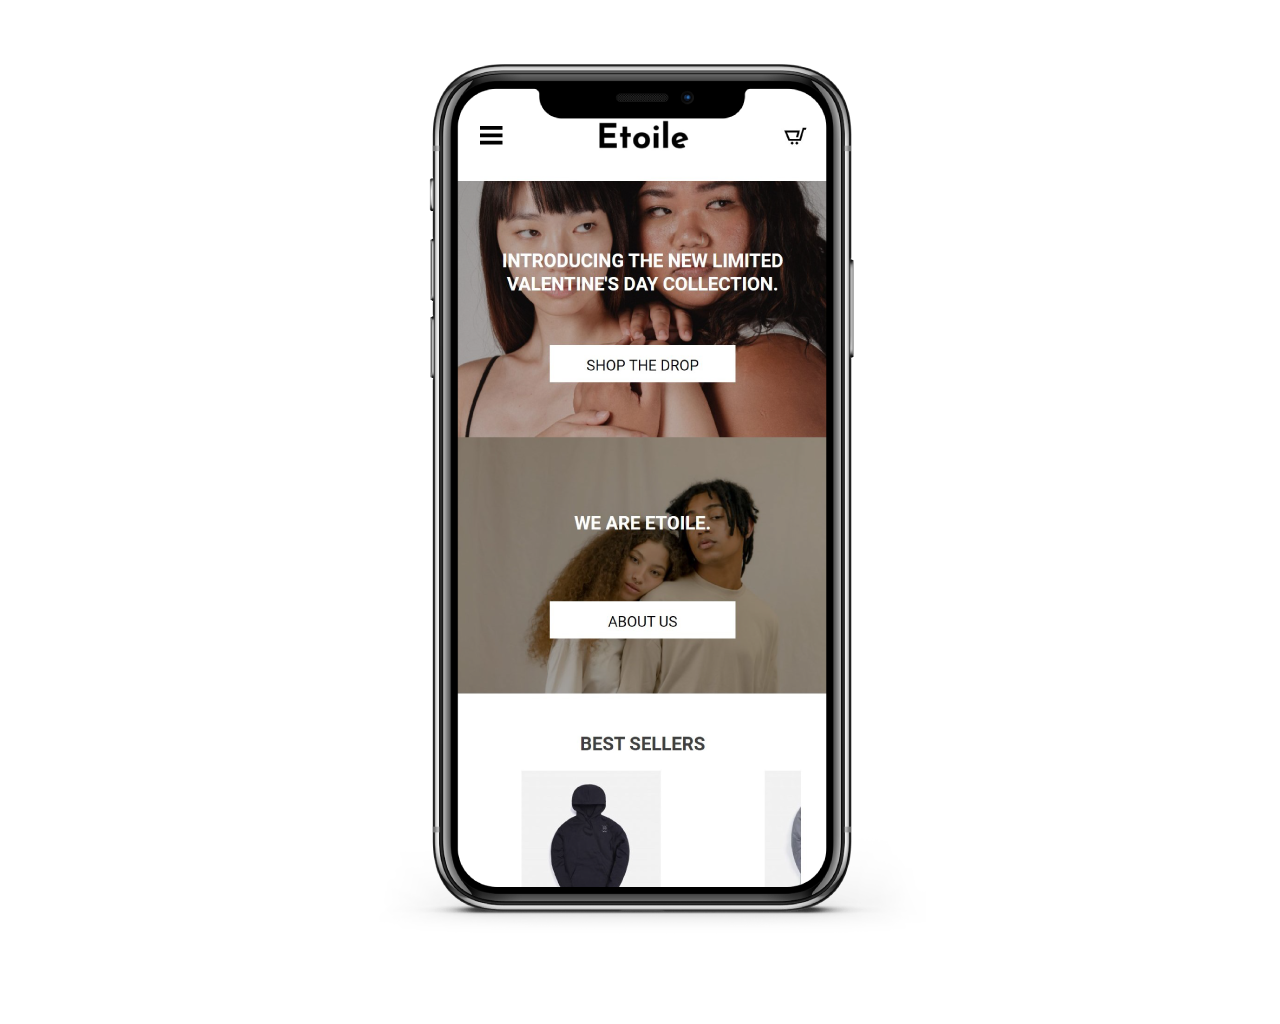 Etoile
INTRODUCING THE NEW LIMITED
VALENTINE'S DAY COLLECTION.
SHOP THE DROP
WE ARE ETOILE.
ABOUT US
BEST SELLERS